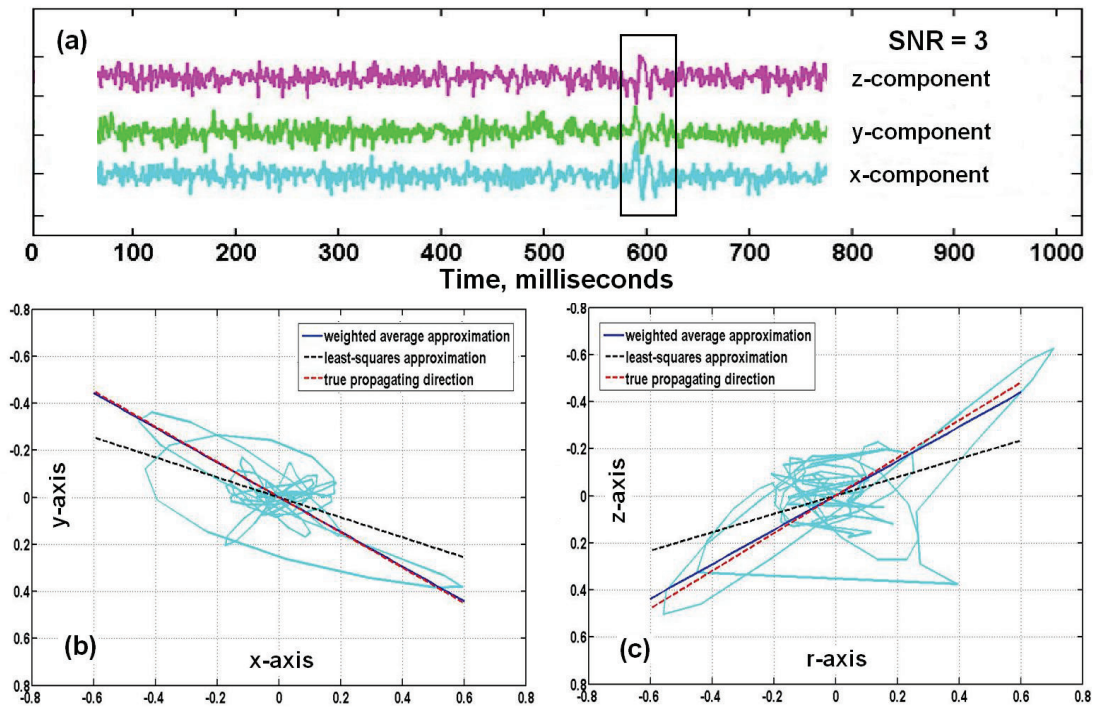 (a)
SNR = 3
z-component
y-component
x-component
0 100 200 300 400 500 600 700 800 900 1000
Time, milliseconds
-0.8
-0.6
-0.4
-0.2
0
0.2
0.4
0.6
0.8
y-axis
weighted average approximation
least-squares approximation
true propagating direction
(b)
x-axis
-0.8 -0.6 -0.4 -0.2 0 0.2 0.4 0.6 0.8
-0.8
-0.6
-0.4
-0.2
0
0.2
0.4
0.6
0.8
z-axis
weighted average approximation
least-squares approximation
true propagating direction
(c)
r-axis
-0.8 -0.6 -0.4 -0.2 0 0.2 0.4 0.6 0.8